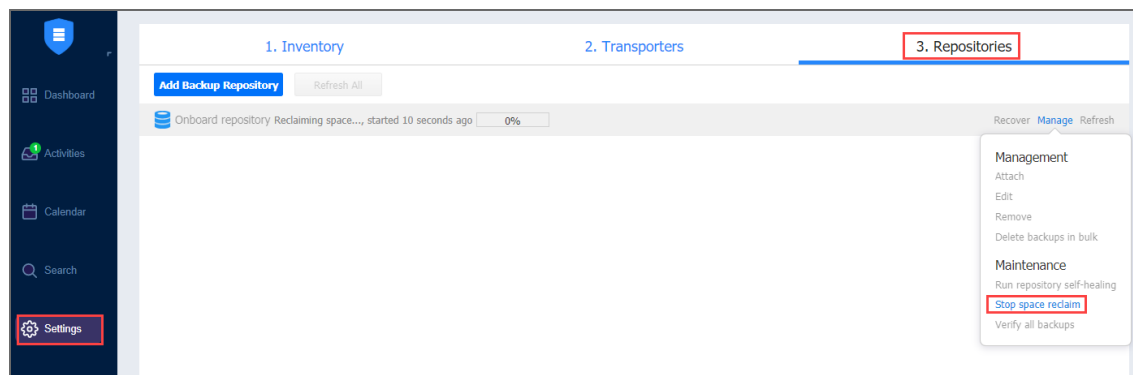 1. Inventory
2. Transporters
3. Repositories
Add Backup Repository
Refresh All
Dashboard
Onboard repository Reclaiming space..., started 10 seconds ago 0%
Recover Manage Refresh
1
Activities
Management
Attach
Edit
Remove
Delete backups in bulk
Calendar
Maintenance
Run repository self-healing
Stop space reclaim
Verify all backups
Search
Settings